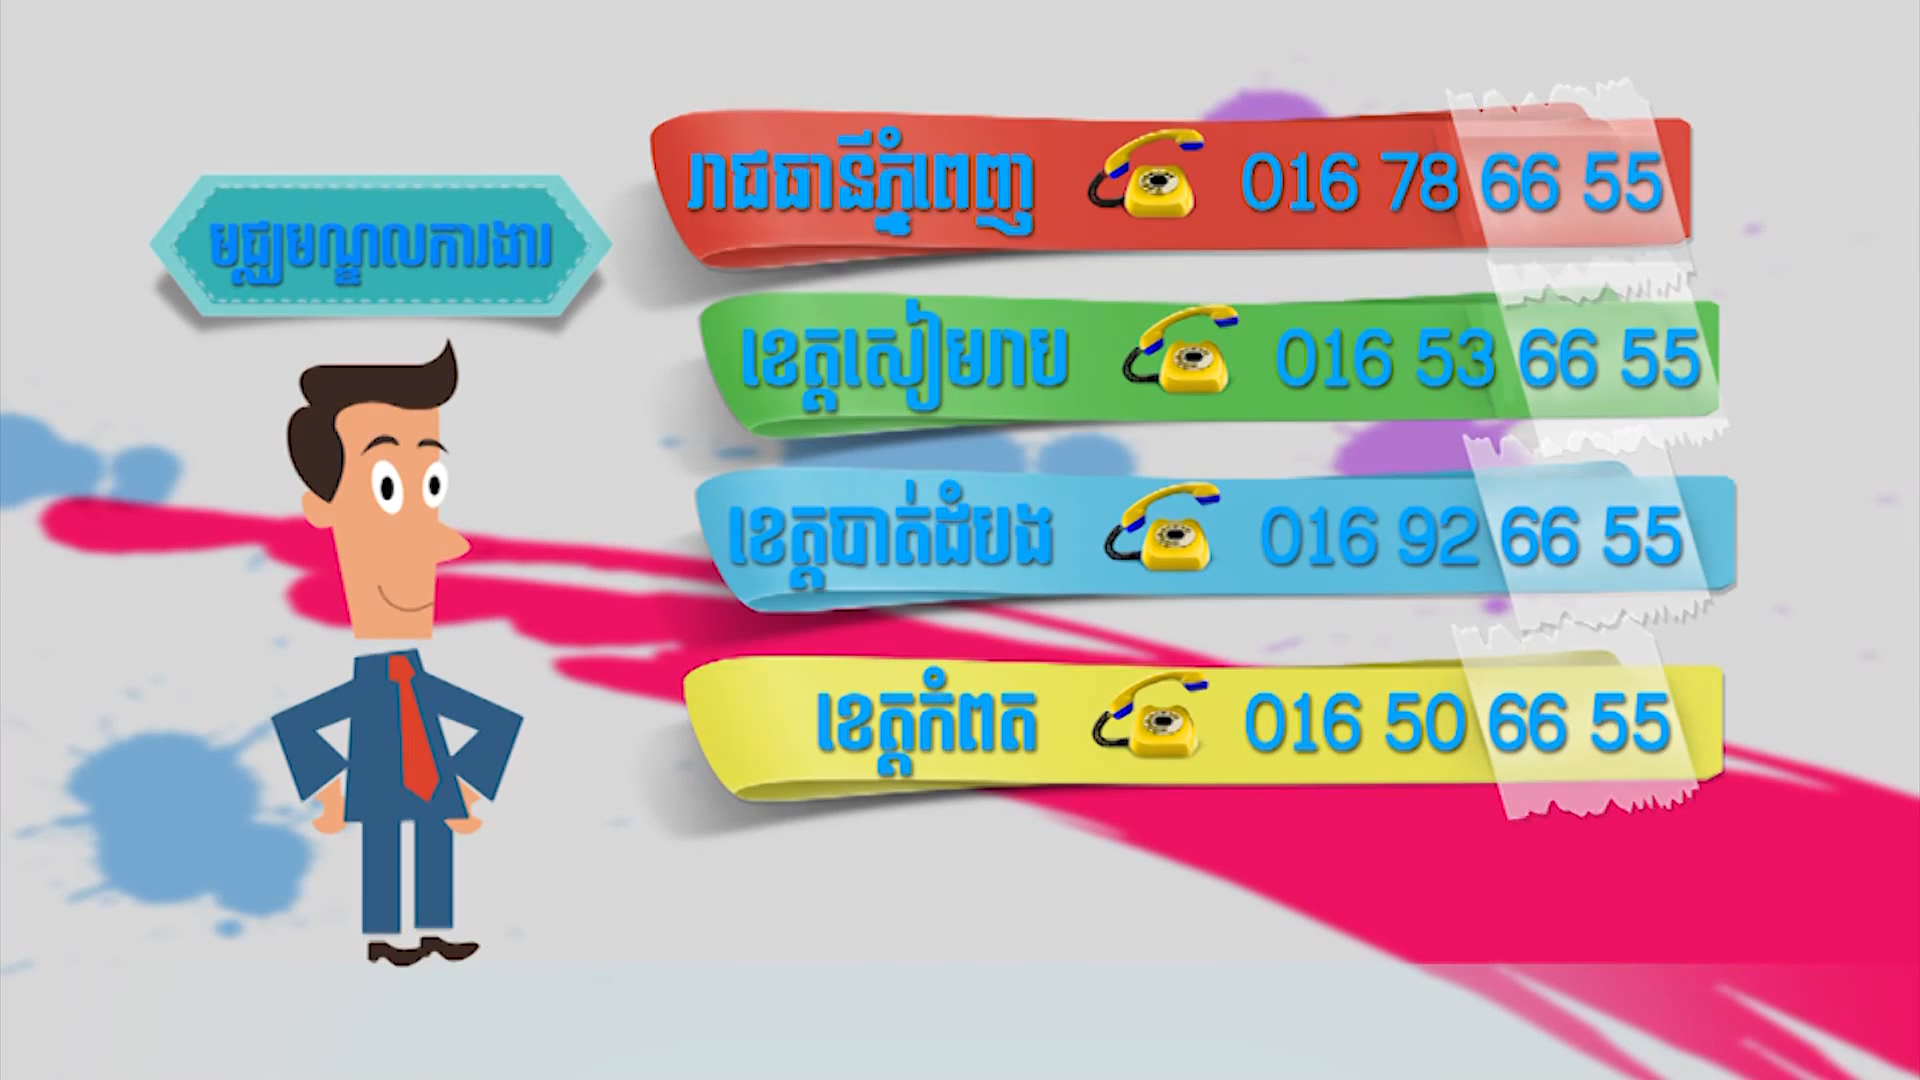 មជ្ឈមណ្ឌលការងារ
រាជធានីភ្នំពេញ 016 78 66 55
ខេត្តសៀមរាប 016 53 66 55
ខេត្តបាត់ដំបង 016 92 66 55
ខេត្តកំពត 016 50 66 55